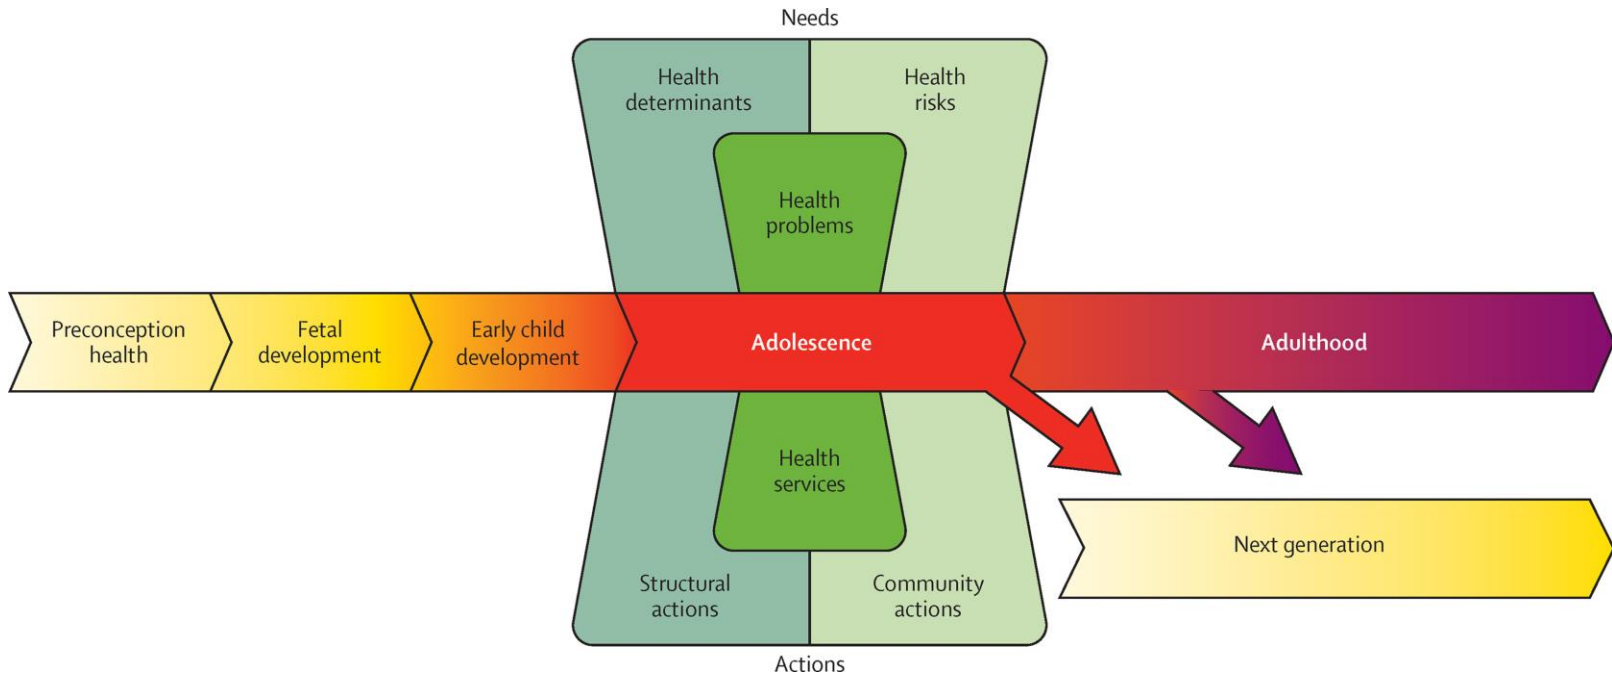 Needs
Health
determinants
Health
risks
Health
problems
Preconception
health
Fetal
development
Early child
development
Adolescence
Adulthood
Health
services
Next generation
Structural
actions
Community
actions
Actions